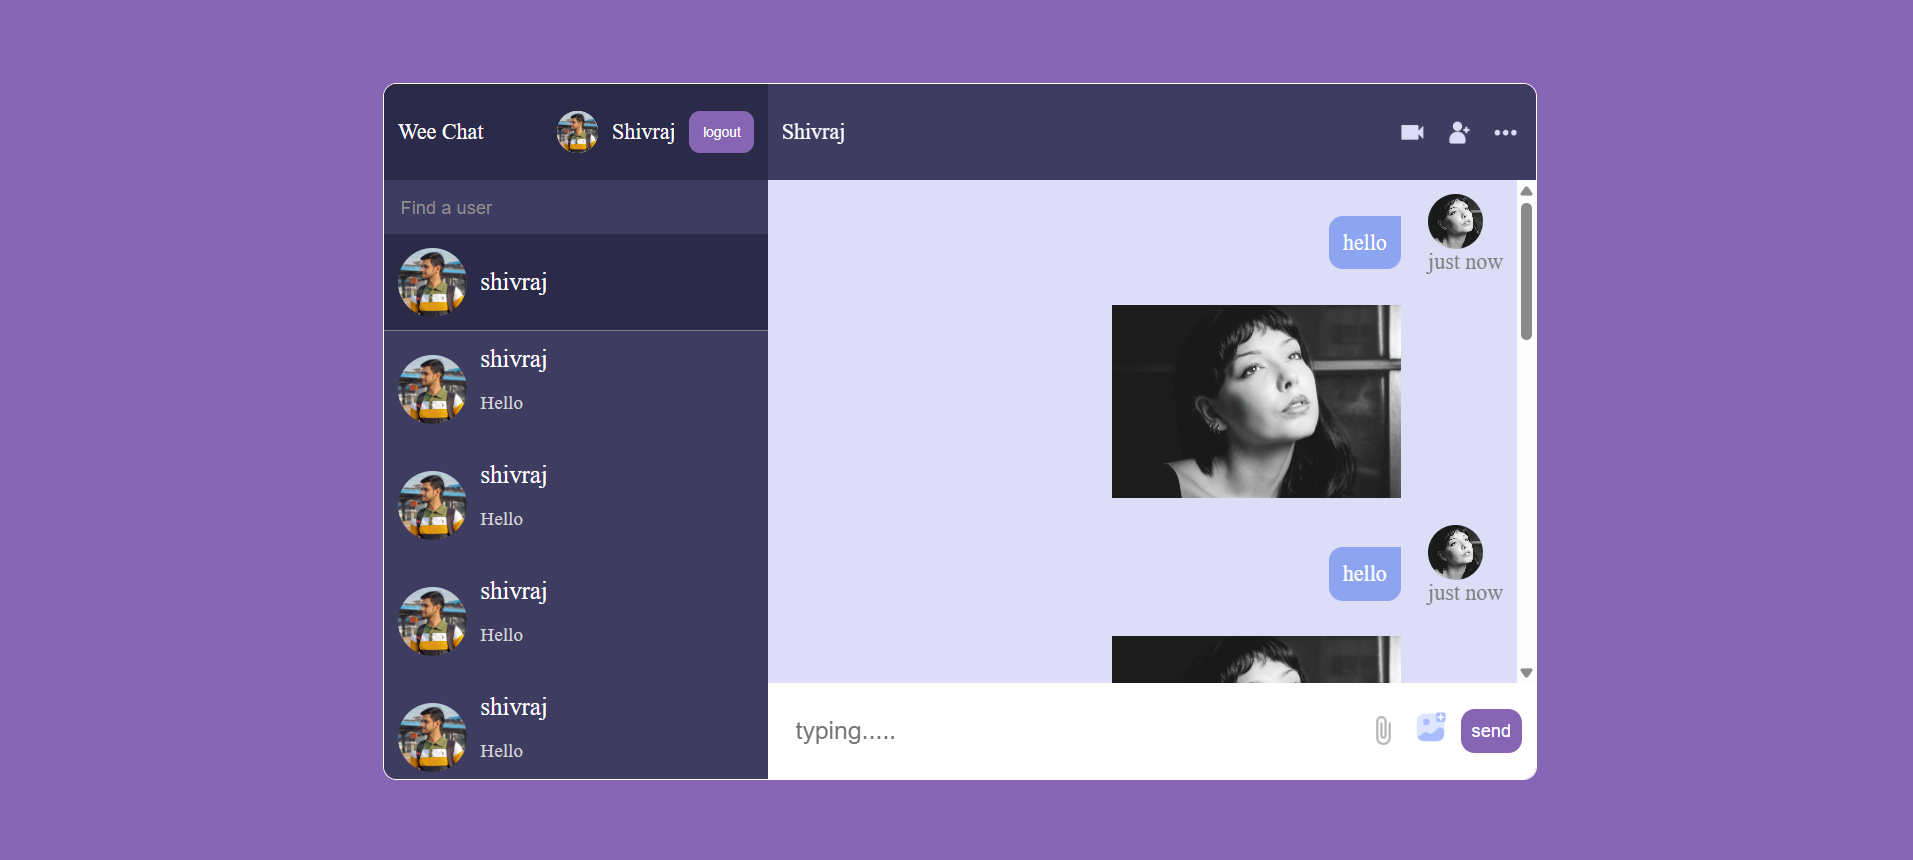 Wee Chat
Shivraj
logout
Find a user
shivraj
shivraj
Hello
shivraj
Hello
shivraj
Hello
shivraj
Hello
Shivraj
hello
just now
hello
just now
typing.....
send